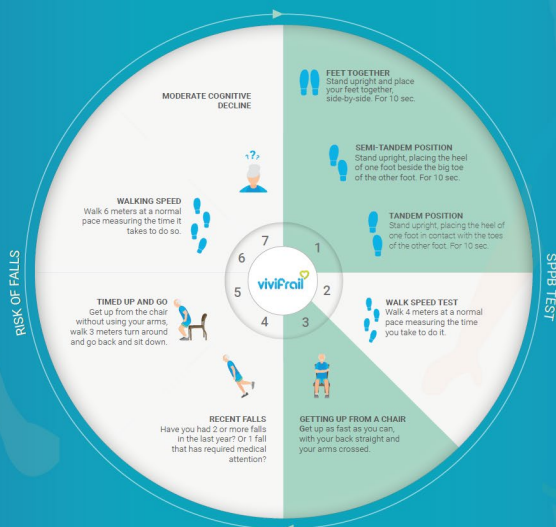 FEET TOGETHER
Stand upright and place
your feet together,
side-by-side. For 10 sec.
SEMI-TANDEM POSITION
Stand upright, placing the heel
of one foot beside the big toe
of the other foot. For 10 sec.
TANDEM POSITION
Stand upright, placing the heel of
one foot in contact with the toes
of the other foot. For 10 sec.
WALK SPEED TEST
Walk 4 meters at a normal
pace measuring the time
you take to do it.
GETTING UP FROM A CHAIR
Get up as fast as you can,
with your back straight and
your arms crossed.
RECENT FALLS
Have you had 2 or more falls
in the last year? Or 1 fall
that has required medical
attention?
TIMED UP AND GO
Get up from the chair
without using your arms,
walk 3 meters turn around
and go back and sit down.
WALKING SPEED
Walk 6 meters at a normal
pace measuring the time it
takes to do so.
MODERATE COGNITIVE
DECLINE
???
1
2
3
4
5
6
7
vivifrail
RISK OF FALLS
SPPB TEST